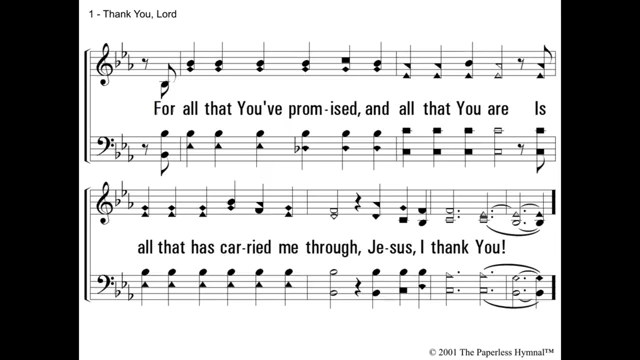 1 - Thank You, Lord
For all that You've prom-ised, and all that You are Is
all that has car-ried me through, Je-sus, I thank You!
© 2001 The Paperless Hymnal™